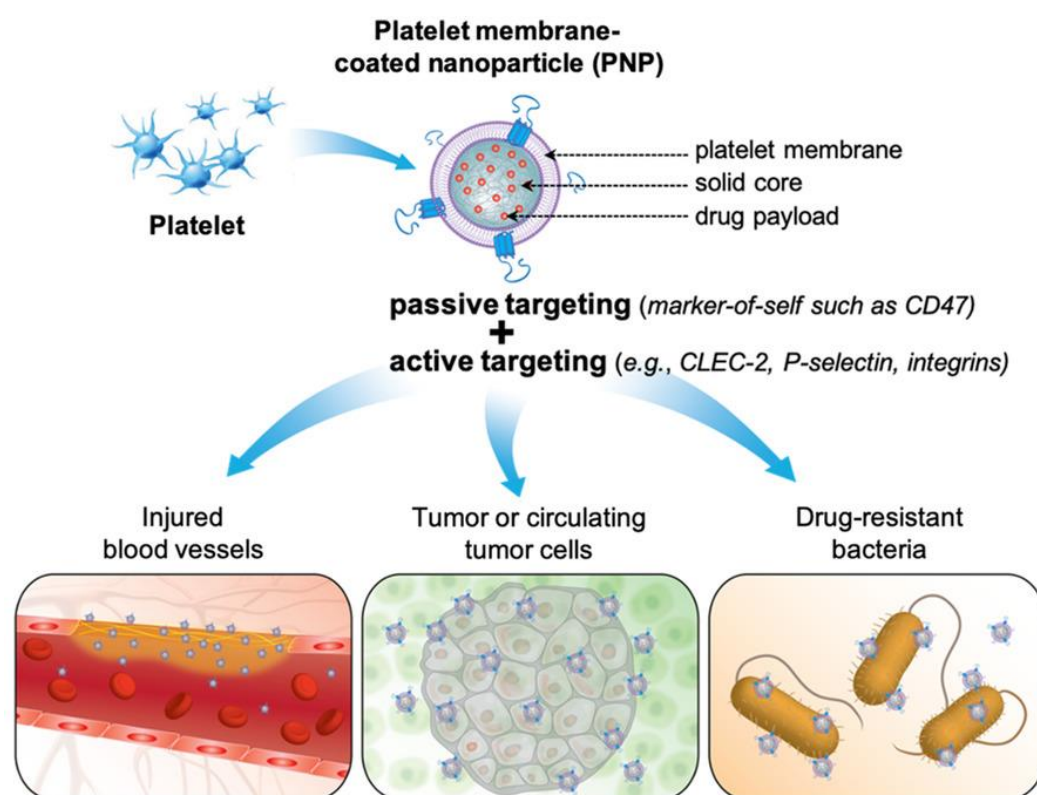 Platelet membrane-
coated nanoparticle (PNP)
Platelet
platelet membrane
solid core
drug payload
passive targeting (marker-of-self such as CD47)
+
active targeting (e.g., CLEC-2, P-selectin, integrins)
Injured
blood vessels
Tumor or circulating
tumor cells
Drug-resistant
bacteria